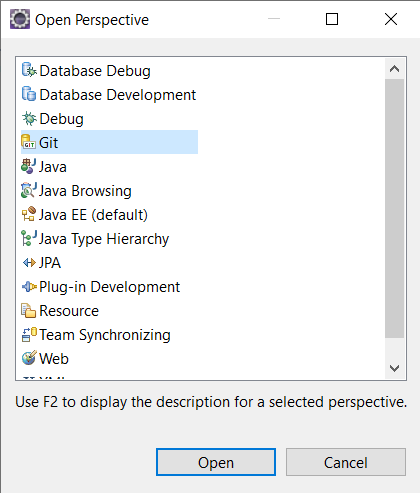 Open Perspective
Database Debug
Database Development
Debug
Git
Java
Java Browsing
Java EE (default)
Java Type Hierarchy
JPA
Plug-in Development
Resource
Team Synchronizing
Web
Use F2 to display the description for a selected perspective.
Open
Cancel